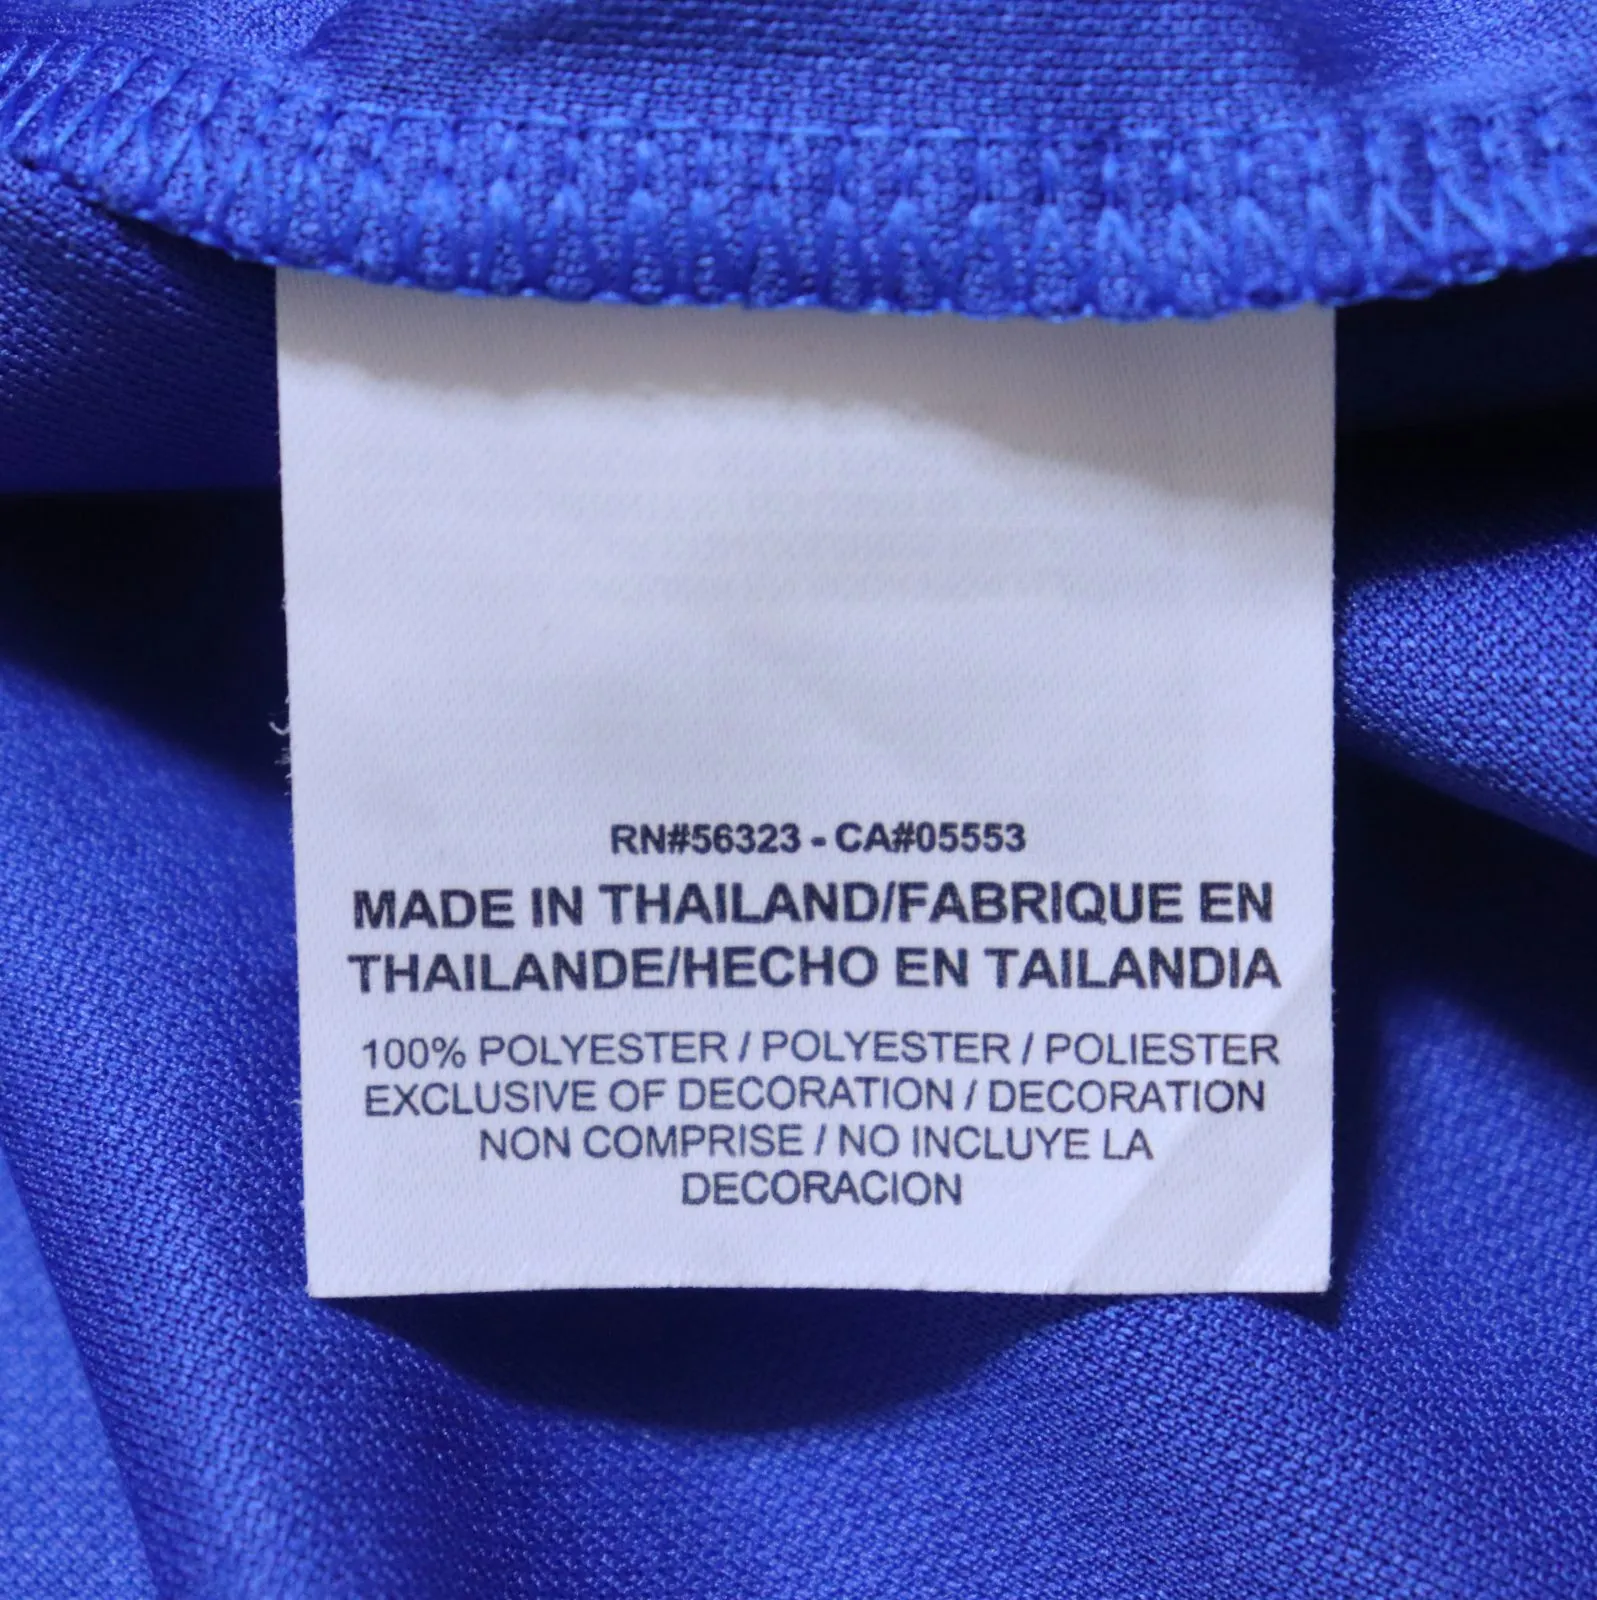 RN#56323 - CA#05553
MADE IN THAILAND/FABRIQUE EN
THAILANDE/HECHO EN TAILANDIA
100% POLYESTER / POLYESTER / POLIESTER
EXCLUSIVE OF DECORATION / DECORATION
NON COMPRISE / NO INCLUYE LA
DECORACION